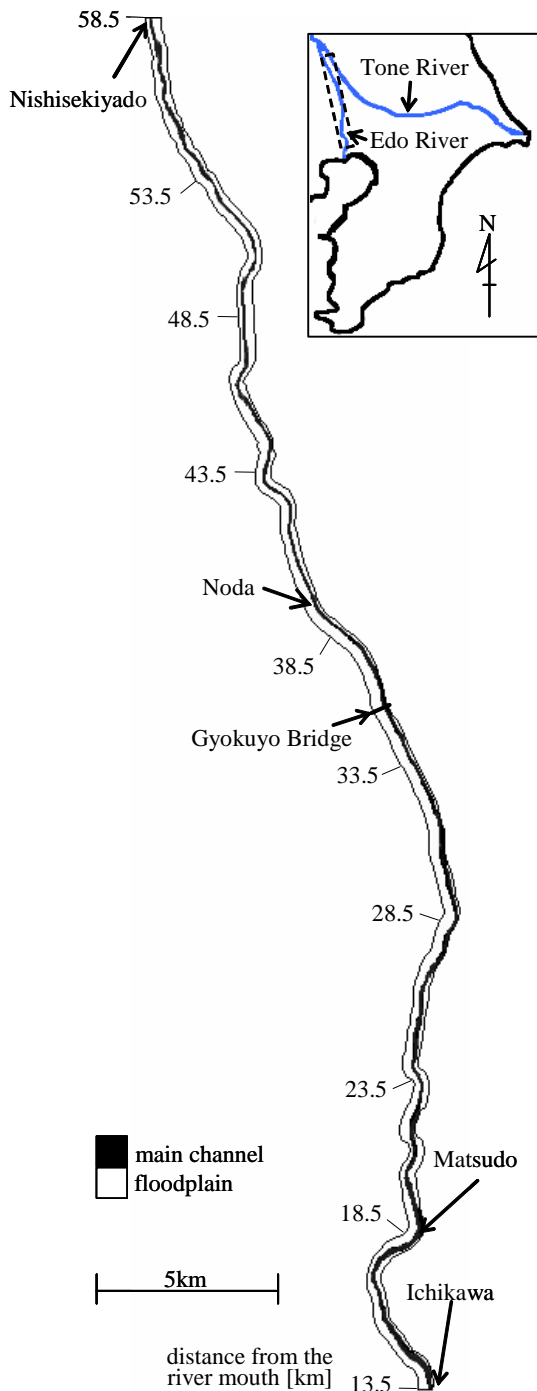 58.5
Nishisekiyado
Tone River
Edo River
N
53.5
48.5
43.5
Noda
38.5
Gyokuyo Bridge
33.5
28.5
23.5
main channel
floodplain
Matsudo
18.5
5km
Ichikawa
distance from the
river mouth [km]
13.5